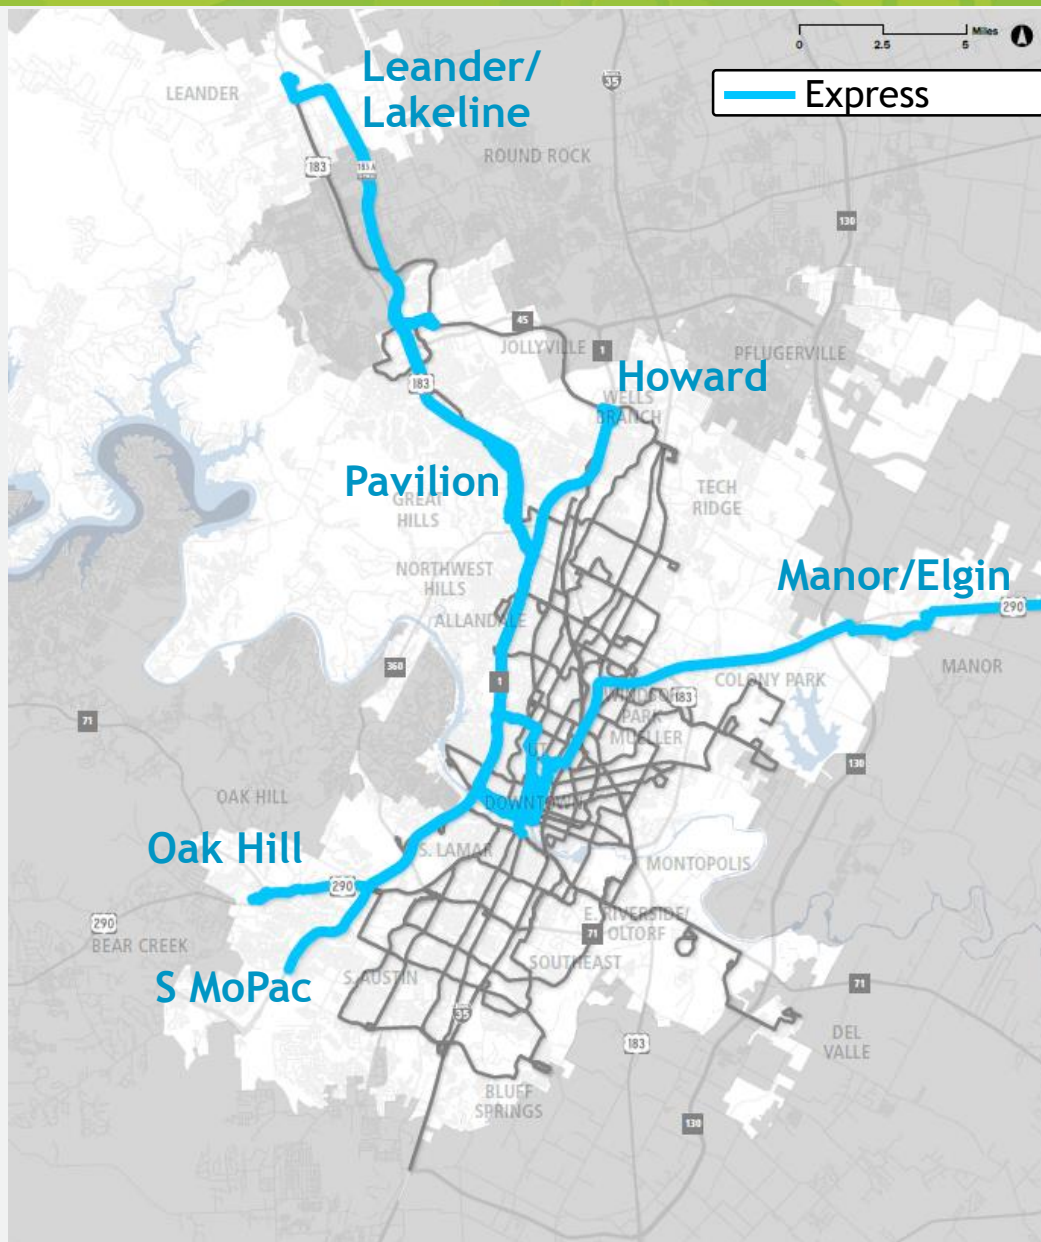 Miles
0
2.5
5
Leander/
Lakeline
Express
LEANDER
35
ROUND ROCK
183
183A
130
45
JOLLYVILLE
1
PFLUGERVILLE
Howard
183
WELLS
BRANCH
Pavilion
GREAT
HILLS
TECH
RIDGE
NORTHWEST
HILLS
Manor/Elgin
290
ALLANDALE
360
MANOR
1
COLONY PARK
WINDSOR
PARK
183
MUELLER
71
UT
130
OAK HILL
DOWNTOWN
Oak Hill
S. LAMAR
MONTOPOLIS
290
290
E. RIVERSIDE/
OLTORF
71
BEAR CREEK
SOUTHEAST
S MoPac
S. AUSTIN
71
35
183
DEL
VALLE
BLUFF
SPRINGS
130